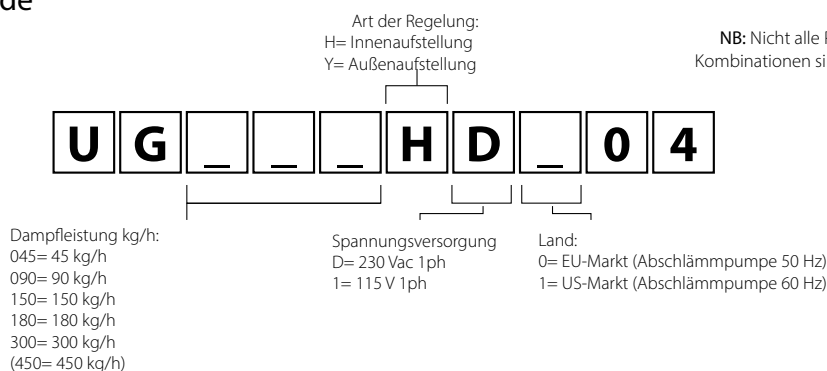 de
Art der Regelung:
H= Innenaufstellung
Y= Außenaufstellung
NB: Nicht alle
Kombinationen
U G _ _ _ H D _ 0 4
Dampfleistung kg/h:
045= 45 kg/h
090= 90 kg/h
150= 150 kg/h
180= 180 kg/h
300= 300 kg/h
(450= 450 kg/h)
Spannungsversorgung
D= 230 Vac 1ph
1= 115 V 1ph
Land:
0= EU-Markt (Abschlämmpumpe 50 Hz)
1= US-Markt (Abschlämmpumpe 60 Hz)